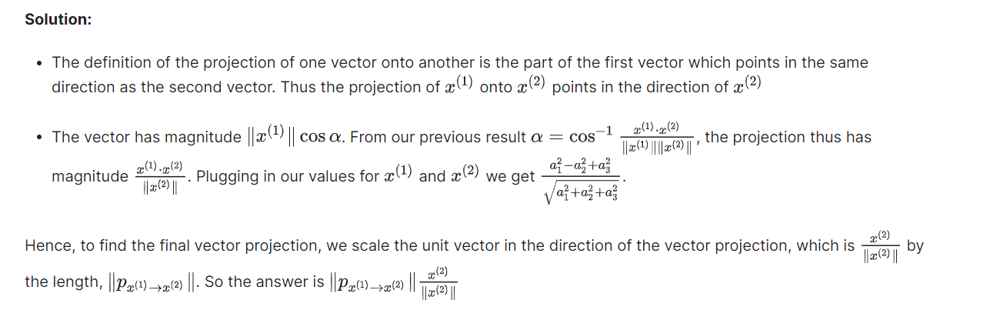 Solution:
• The definition of the projection of one vector onto another is the part of the first vector which points in the same
direction as the second vector. Thus the projection of $x^{(1)}$ onto $x^{(2)}$ points in the direction of $x^{(2)}$
• The vector has magnitude $||x^{(1)}|| \cos \alpha$. From our previous result $\alpha = \cos^{-1} \frac{x^{(1)} \cdot x^{(2)}}{||x^{(1)}||||x^{(2)}||}$, the projection thus has
magnitude $\frac{x^{(1)} \cdot x^{(2)}}{||x^{(2)}||}$. Plugging in our values for $x^{(1)}$ and $x^{(2)}$ we get $\frac{a_1^2 - a_2^2 + a_3^2}{\sqrt{a_1^2 + a_2^2 + a_3^2}}$.
Hence, to find the final vector projection, we scale the unit vector in the direction of the vector projection, which is $\frac{x^{(2)}}{||x^{(2)}||}$ by
the length, $||p_{x^{(1)} \to x^{(2)}}||$. So the answer is $||p_{x^{(1)} \to x^{(2)}}|| \frac{x^{(2)}}{||x^{(2)}||}$